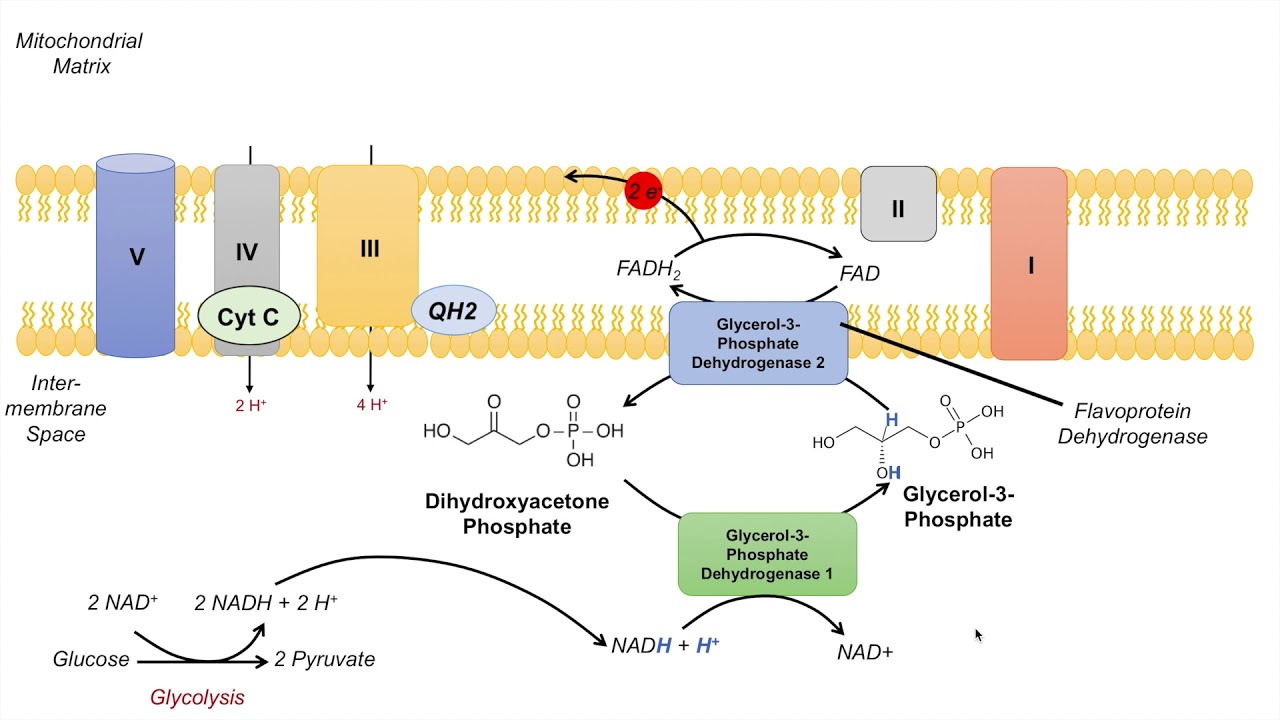 Mitochondrial
Matrix
V
IV
III
Cyt C
QH2
2 e-
II
I
FADH₂
FAD
Glycerol-3-
Phosphate
Dehydrogenase 2
Inter-
membrane
Space
2 H⁺
4 H⁺
Flavoprotein
Dehydrogenase
HO
O
O
P
OH
O
OH
HO
H
OH
O
P
O
OH
OH
Dihydroxyacetone
Phosphate
Glycerol-3-
Phosphate
Glycerol-3-
Phosphate
Dehydrogenase 1
2 NAD⁺
2 NADH + 2 H⁺
Glucose
2 Pyruvate
Glycolysis
NADH + H⁺
NAD+